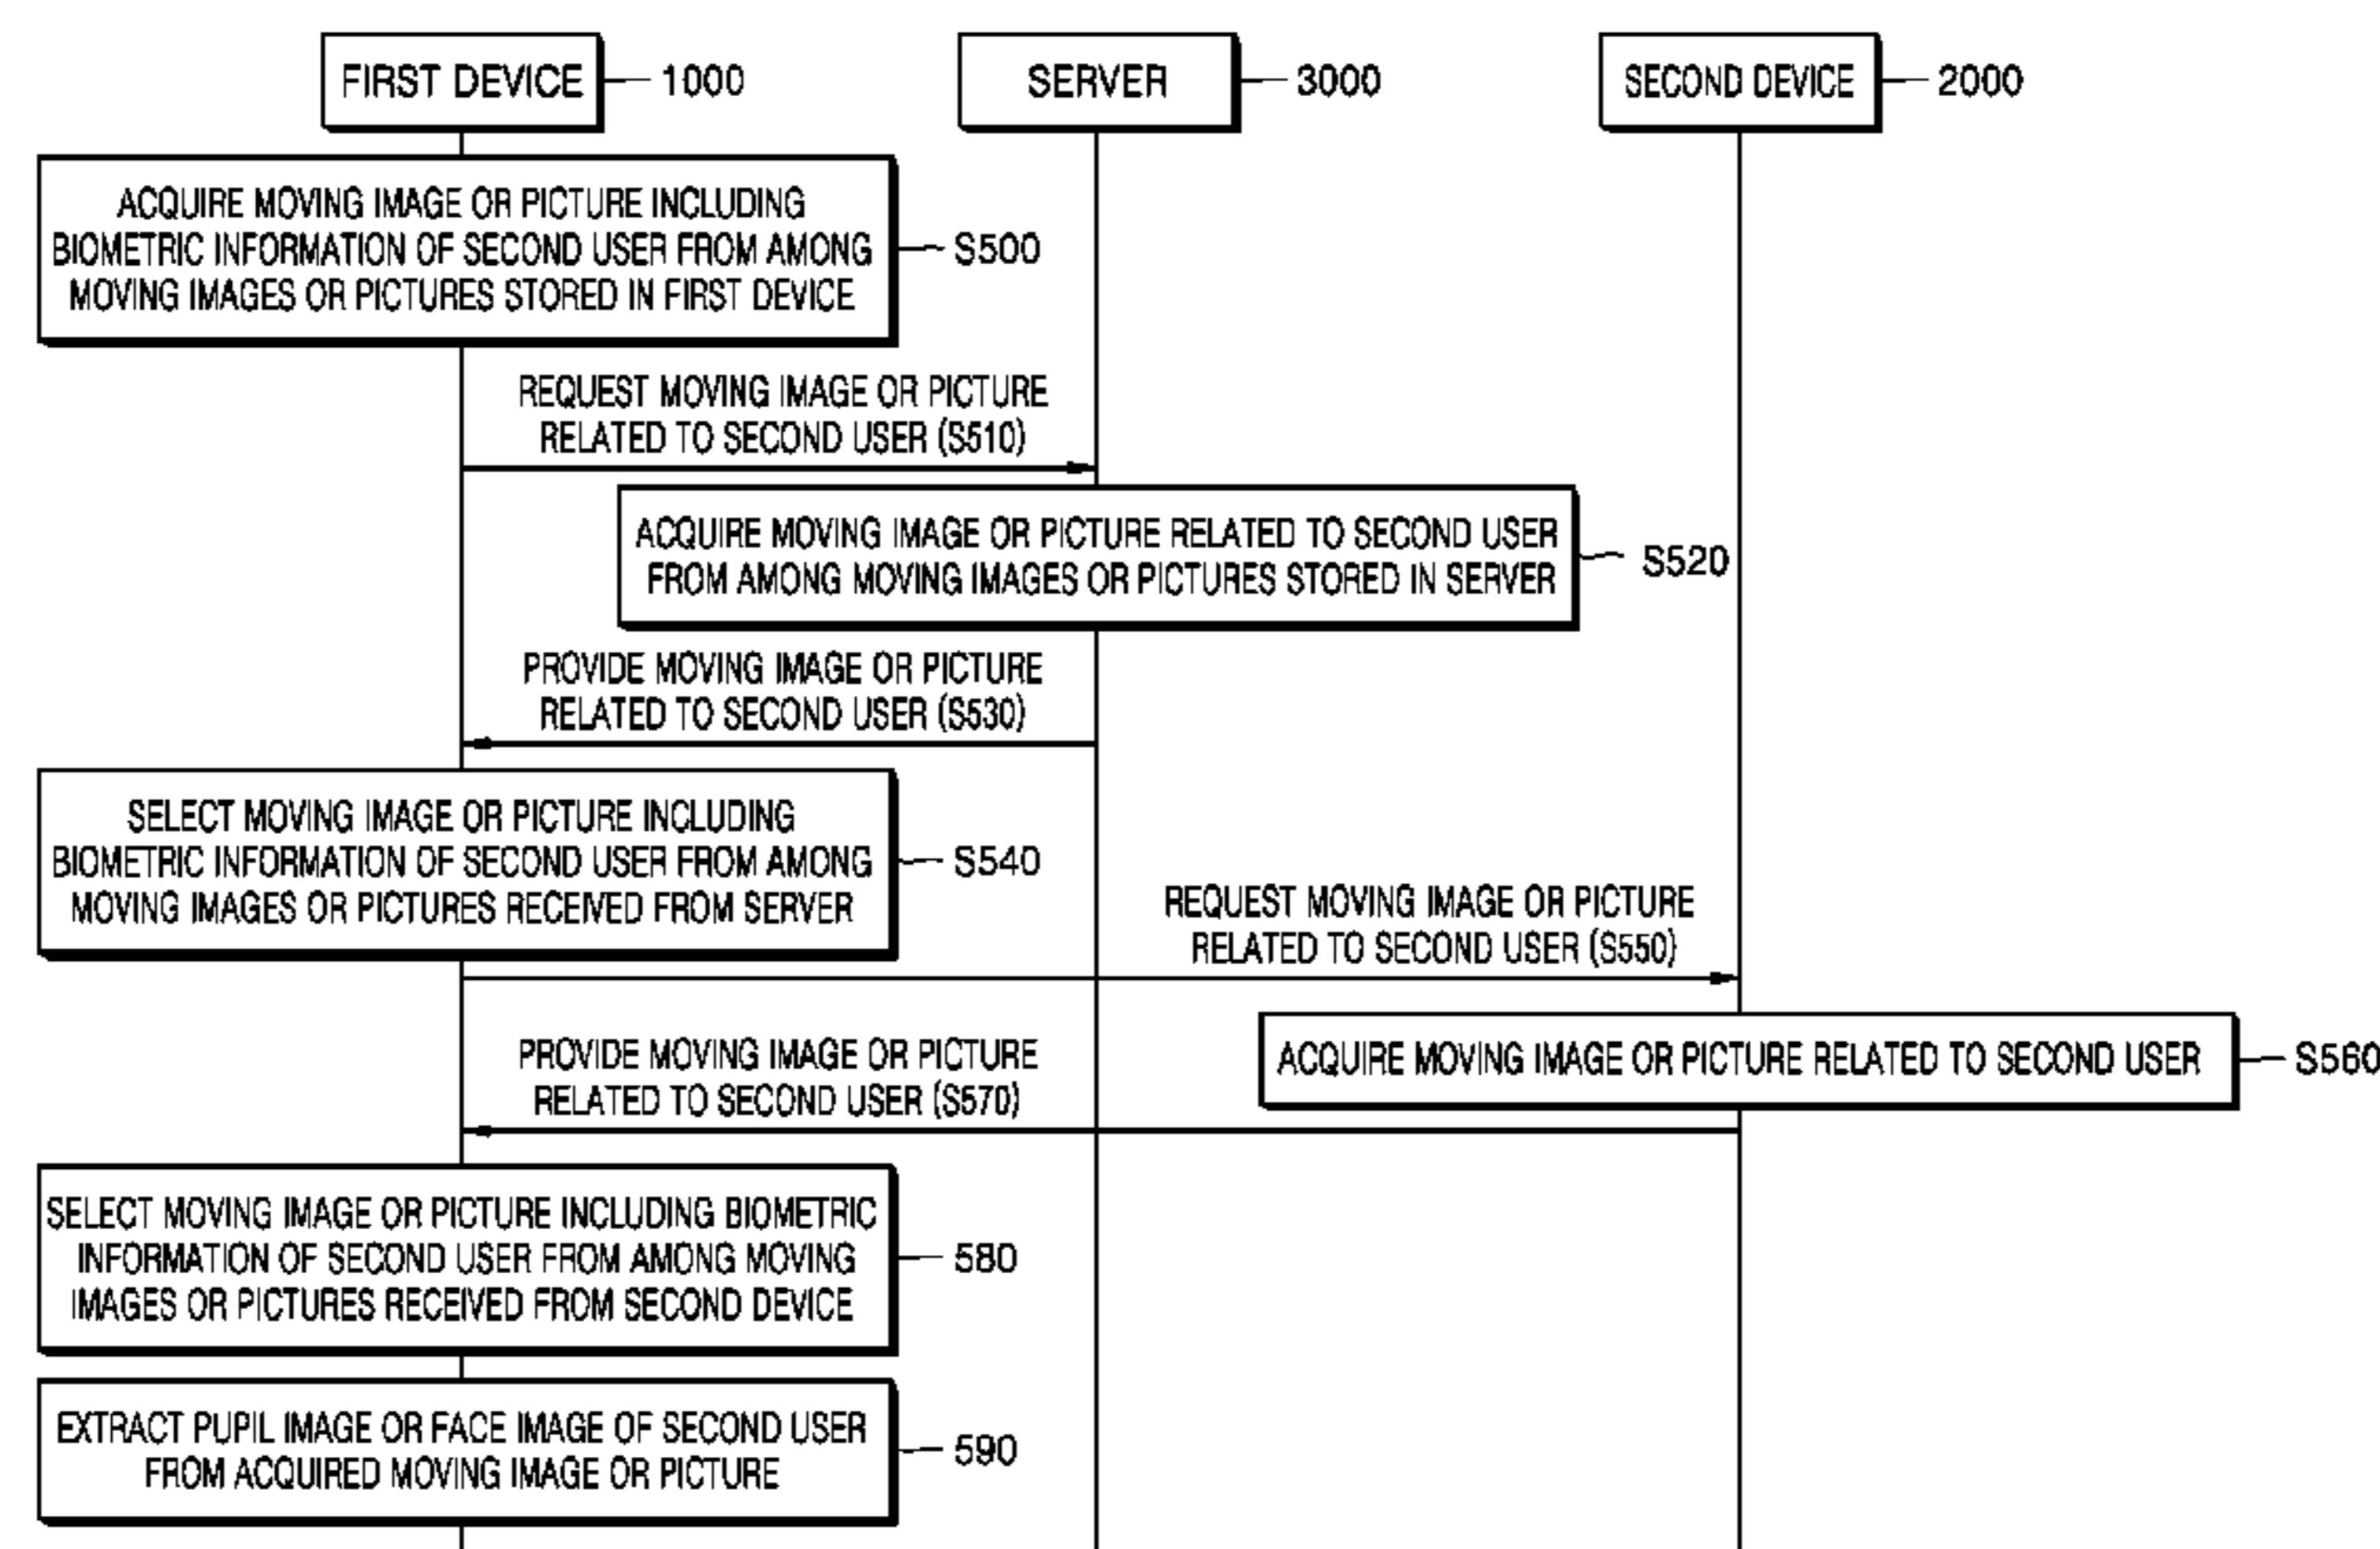 FIRST DEVICE
1000
SERVER
3000
SECOND DEVICE
2000
ACQUIRE MOVING IMAGE OR PICTURE INCLUDING
BIOMETRIC INFORMATION OF SECOND USER FROM AMONG
MOVING IMAGES OR PICTURES STORED IN FIRST DEVICE
S500
REQUEST MOVING IMAGE OR PICTURE
RELATED TO SECOND USER (S510)
ACQUIRE MOVING IMAGE OR PICTURE RELATED TO SECOND USER
FROM AMONG MOVING IMAGES OR PICTURES STORED IN SERVER
S520
PROVIDE MOVING IMAGE OR PICTURE
RELATED TO SECOND USER (S530)
SELECT MOVING IMAGE OR PICTURE INCLUDING
BIOMETRIC INFORMATION OF SECOND USER FROM AMONG
MOVING IMAGES OR PICTURES RECEIVED FROM SERVER
S540
REQUEST MOVING IMAGE OR PICTURE
RELATED TO SECOND USER (S550)
ACQUIRE MOVING IMAGE OR PICTURE RELATED TO SECOND USER
S560
PROVIDE MOVING IMAGE OR PICTURE
RELATED TO SECOND USER (S570)
SELECT MOVING IMAGE OR PICTURE INCLUDING BIOMETRIC
INFORMATION OF SECOND USER FROM AMONG MOVING
IMAGES OR PICTURES RECEIVED FROM SECOND DEVICE
580
EXTRACT PUPIL IMAGE OR FACE IMAGE OF SECOND USER
FROM ACQUIRED MOVING IMAGE OR PICTURE
590